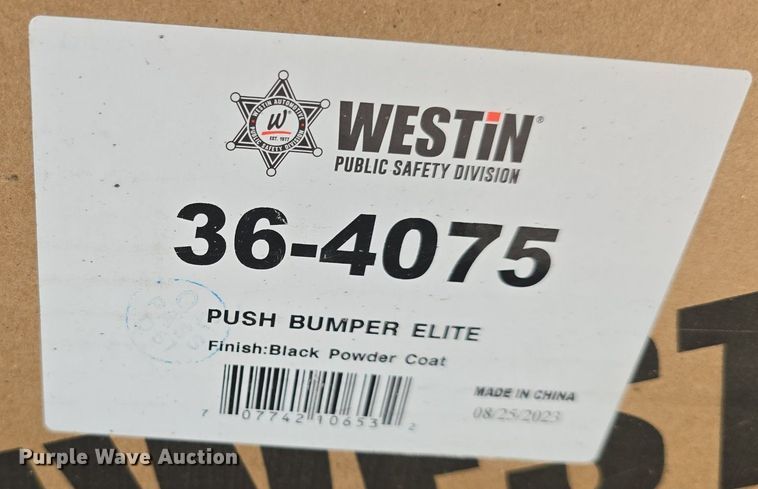 WESTIN AUTOMOTIVE
W
EST. 1977
PUBLIC SAFETY DIVISION
WESTiN®
PUBLIC SAFETY DIVISION
36-4075
PUSH BUMPER ELITE
Finish:Black Powder Coat
7 07742 10653 2
MADE IN CHINA
08/25/2023
WEST
Purple Wave Auction